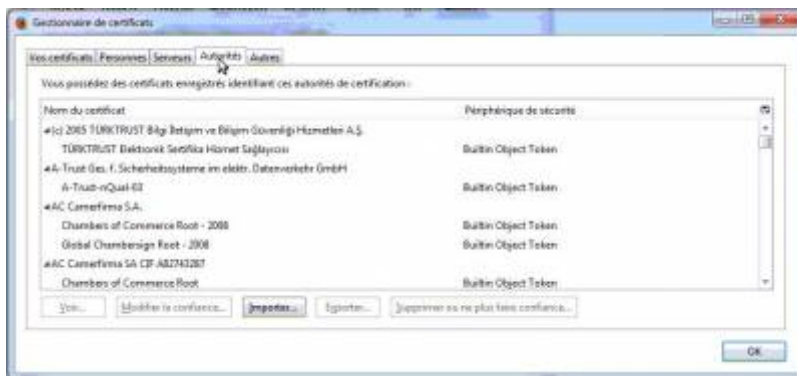 Gestionnaire de certificats
Vos certificats Personnes Serveurs Autorités Autres
Vous possédez des certificats enregistrés identifiant ces autorités de certification :
Nom du certificat Périphérique de sécurité
(c) 2005 TÜRKTRUST Bilgi İletişim ve Bilişim Güvenliği Hizmetleri A.Ş.
TÜRKTRUST Elektronik Sertifika Hizmet Sağlayıcısı Builtin Object Token
A-Trust Ges. f. Sicherheitssysteme im elektr. Datenverkehr GmbH
A-Trust-nQual-03 Builtin Object Token
AC Camerfirma S.A.
Chambers of Commerce Root - 2008 Builtin Object Token
Global Chambersign Root - 2008 Builtin Object Token
AC Camerfirma SA CIF A82743287
Chambers of Commerce Root Builtin Object Token
Voir... Modifier la confiance... Importer... Exporter... Supprimer ou ne plus faire confiance...
OK